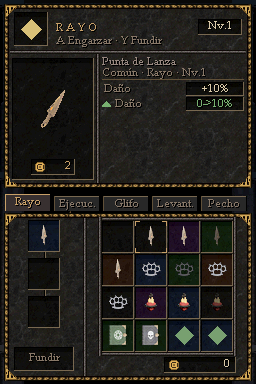 RAYO
Nv.1
A Engarzar · Y Fundir
Punta de Lanza
Común · Rayo · Nv.1
Daño +10%
Daño 0->10%
2
Rayo Ejecuc. Glifo Levant. Pecho
Fundir
0